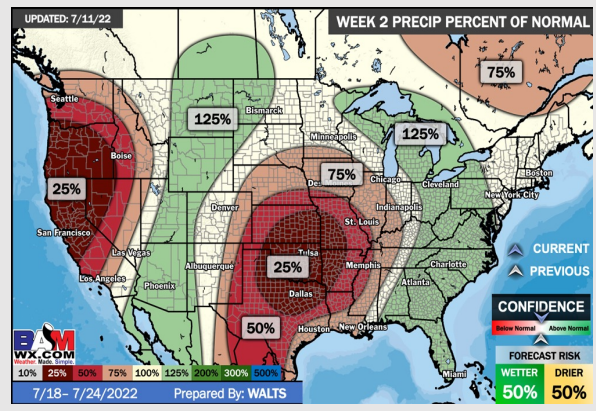 UPDATED: 7/11/22
WEEK 2 PRECIP PERCENT OF NORMAL
75%
Seattle
Bismarck
125%
Minneapolis
125%
Boise
75%
De
Chicago
Cleveland
Boston
New York City
25%
Denver
Indianapolis
St. Louis
San Francisco
Las Vegas
Albuquerque
Tulsa
25%
Memphis
Charlotte
Los Angeles
Phoenix
Dallas
Atlanta
50%
Houston
New Orleans
Miami
CURRENT
PREVIOUS
CONFIDENCE
Below Normal
Above Normal
FORECAST RISK
WETTER
DRIER
50%
50%
BAM
WX.COM
Weather. Made. Simple.
10% 25% 50% 75% 100% 125% 200% 300% 500%
7/18– 7/24/2022
Prepared By: WALTS